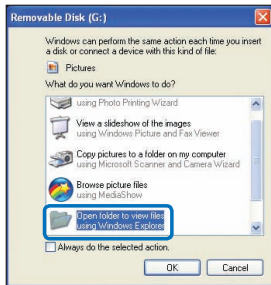 Removable Disk (G:)
Windows can perform the same action each time you insert
a disk or connect a device with this kind of file:
Pictures
What do you want Windows to do?
using Photo Printing Wizard
View a slideshow of the images
using Windows Picture and Fax Viewer
Copy pictures to a folder on my computer
using Microsoft Scanner and Camera Wizard
Browse picture files
using MediaShow
Open folder to view files
using Windows Explorer
Always do the selected action.
OK
Cancel